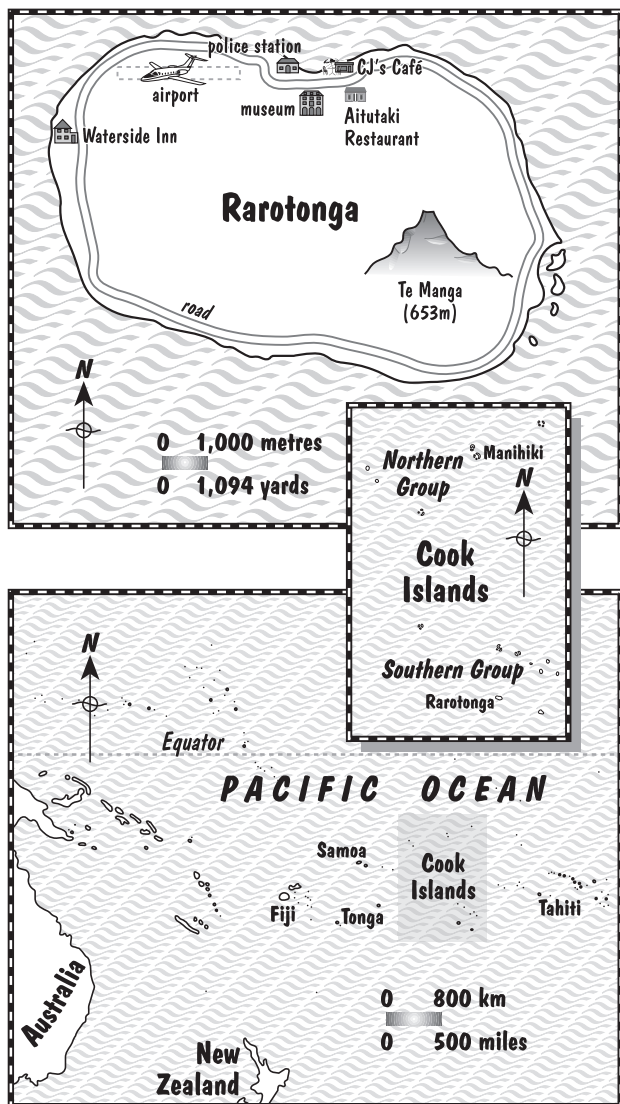 police station
CJ's Café
airport
museum
Aitutaki
Restaurant
Waterside Inn
Rarotonga
Te Manga
(653m)
road
N
0 1,000 metres
0 1,094 yards
Northern
Group
Manihiki
N
Cook
Islands
Southern Group
Rarotonga
N
Equator
PACIFIC OCEAN
Samoa
Cook
Islands
Fiji
Tonga
Tahiti
Australia
0 800 km
0 500 miles
New
Zealand